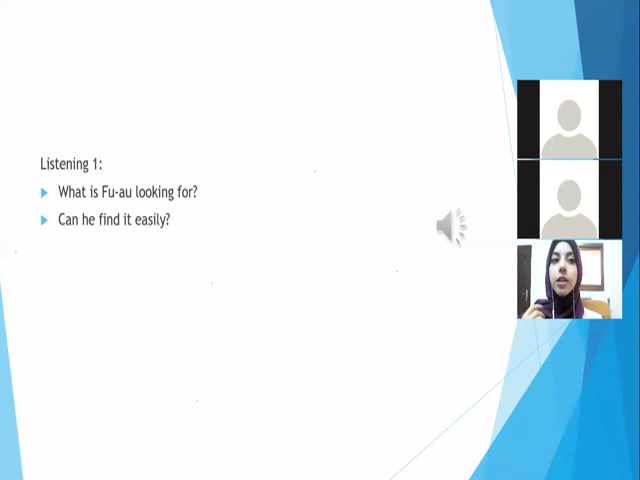 Listening 1:
What is Fu-au looking for?
Can he find it easily?